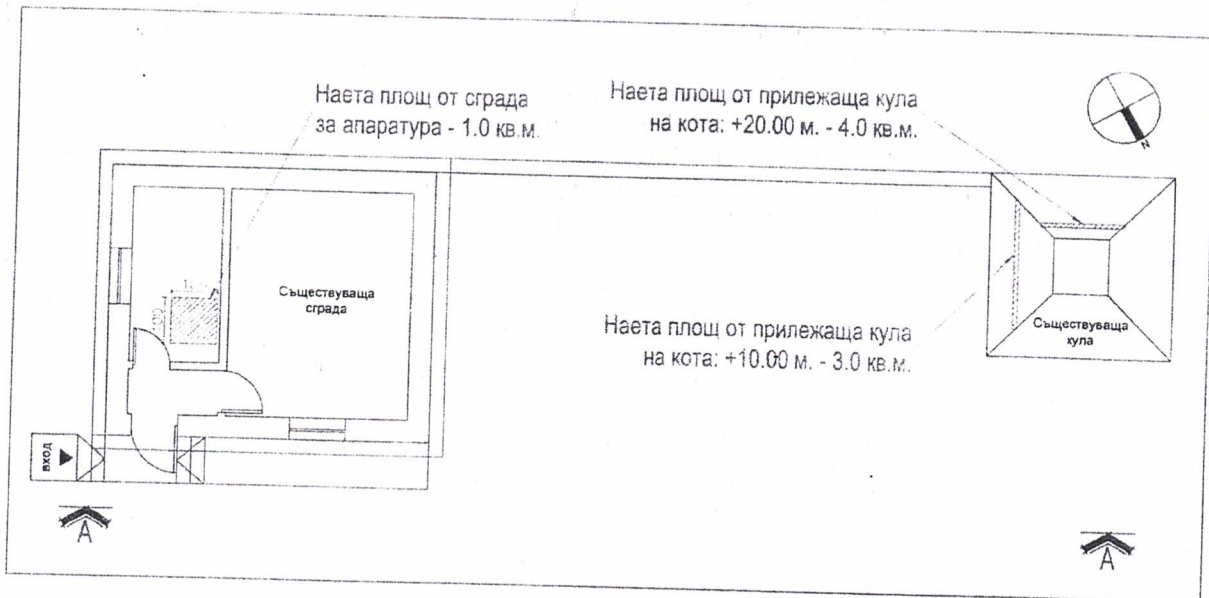 Наета площ от сграда
за апаратура - 1.0 кв.м.
Наета площ от прилежаща кула
на кота: +20.00 м. - 4.0 кв.м.
N
Съществуваща
сграда
Наета площ от прилежаща кула
на кота: +10.00 м. - 3.0 кв.м.
Съществуваща
кула
вход
А
А